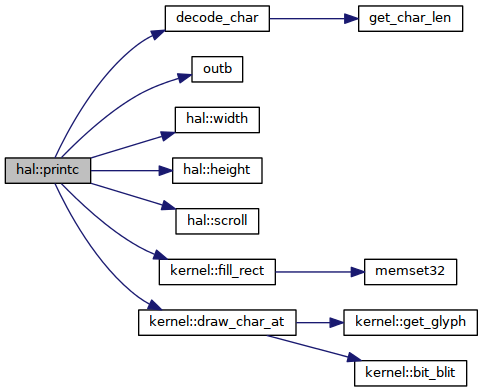 decode_char
get_char_len
outb
hal::width
hal::printc
hal::height
hal::scroll
kernel::fill_rect
memset32
kernel::draw_char_at
kernel::get_glyph
kernel::bit_blit